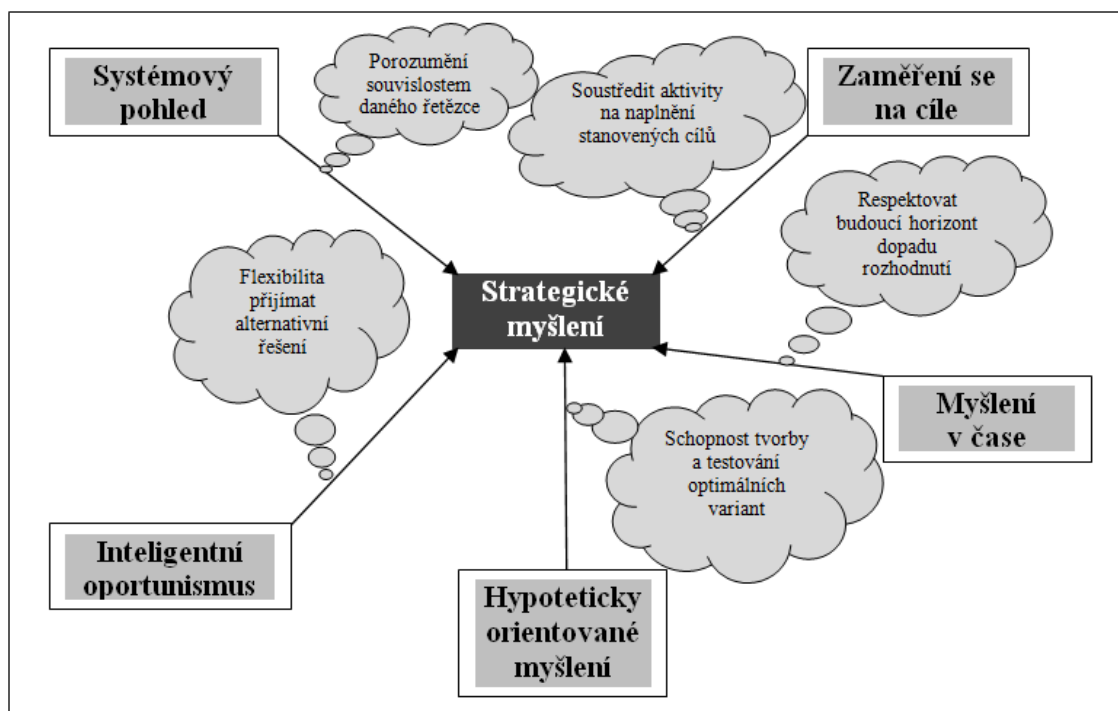 Systémový
pohled
Porozumění
souvislostem
daného řetězce
Soustředit aktivity
na naplnění
stanovených cílů
Zaměření se
na cíle
Respektovat
budoucí horizont
dopadu
rozhodnutí
Flexibilita
přijímat
alternativní
řešení
Strategické
myšlení
Myšlení
v čase
Schopnost tvorby
a testování
optimálních
variant
Inteligentní
oportunismus
Hypoteticky
orientované
myšlení